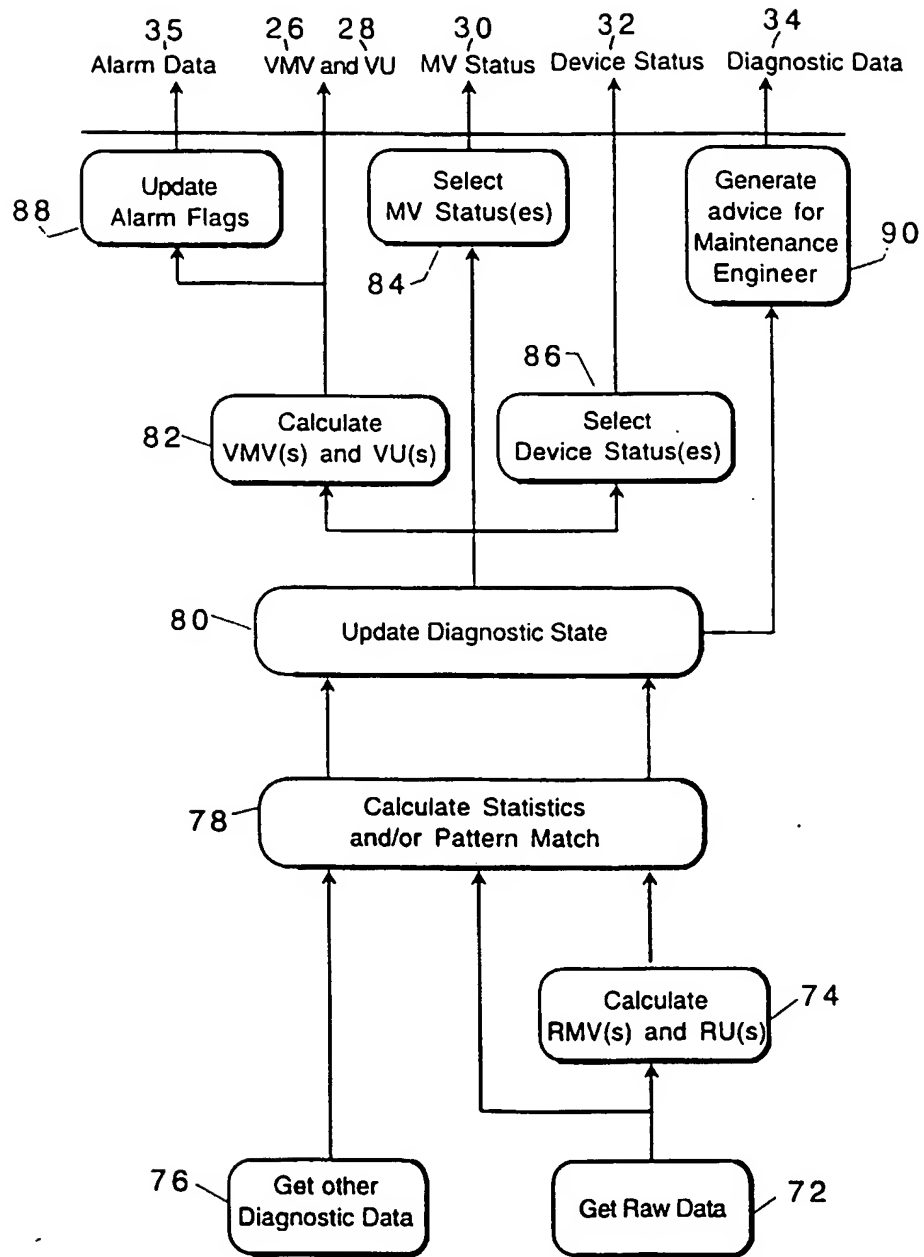 35 26 28 30 32 34
Alarm Data VMV and VU MV Status Device Status Diagnostic Data
Update
Alarm Flags
88
Select
MV Status(es)
84
Generate
advice for
Maintenance
Engineer
90
86
Calculate
VMV(s) and VU(s)
82
Select
Device Status(es)
80
Update Diagnostic State
78
Calculate Statistics
and/or Pattern Match
Calculate
RMV(s) and RU(s)
74
76
Get other
Diagnostic Data
Get Raw Data
72